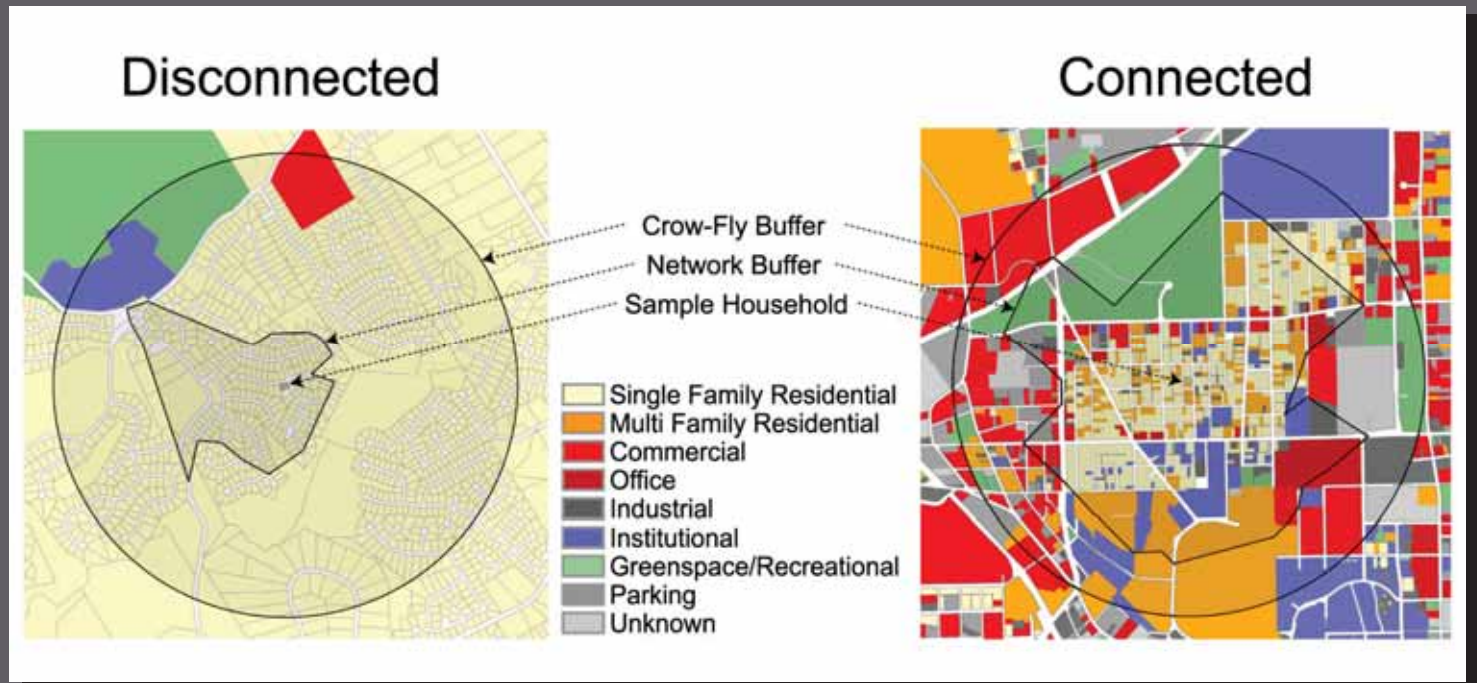 Disconnected
Connected
Crow-Fly Buffer
Network Buffer
Sample Household
Single Family Residential
Multi Family Residential
Commercial
Office
Industrial
Institutional
Greenspace/Recreational
Parking
Unknown